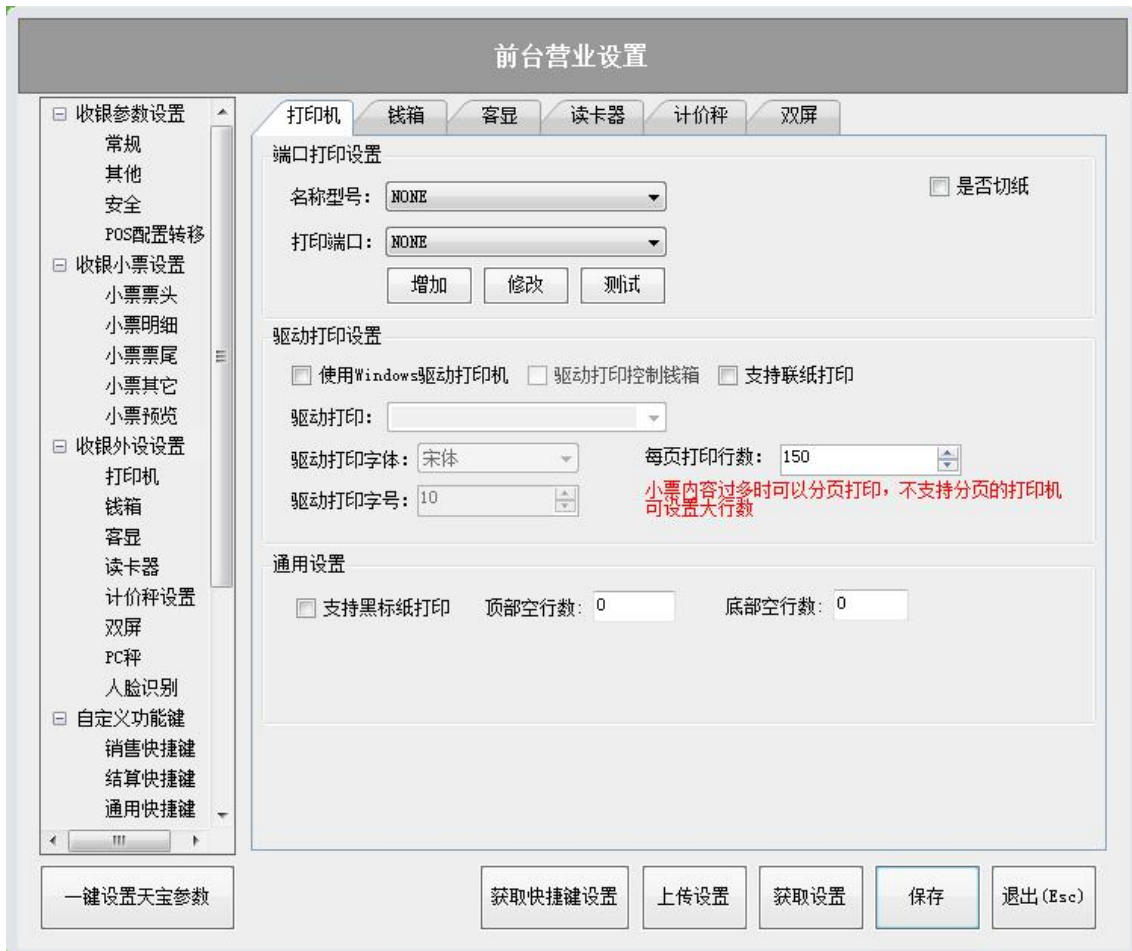 前台营业设置
收银参数设置
常规
其他
安全
POS配置转移
收银小票设置
小票票头
小票明细
小票票尾
小票其它
小票预览
收银外设设置
打印机
钱箱
客显
读卡器
计价秤设置
双屏
PC秤
人脸识别
自定义功能键
销售快捷键
结算快捷键
通用快捷键
打印机 钱箱 客显 读卡器 计价秤 双屏
端口打印设置
名称型号： NONE 是否切纸
打印端口： NONE
增加 修改 测试
驱动打印设置
使用Windows驱动打印机 驱动打印控制钱箱 支持联纸打印
驱动打印：
驱动打印字体： 宋体 每页打印行数： 150
驱动打印字号： 10 小票内容过多时可以分页打印，不支持分页的打印机
可设置大行数
通用设置
支持黑标纸打印 顶部空行数： 0 底部空行数： 0
一键设置天宝参数 获取快捷键设置 上传设置 获取设置 保存 退出(Esc)